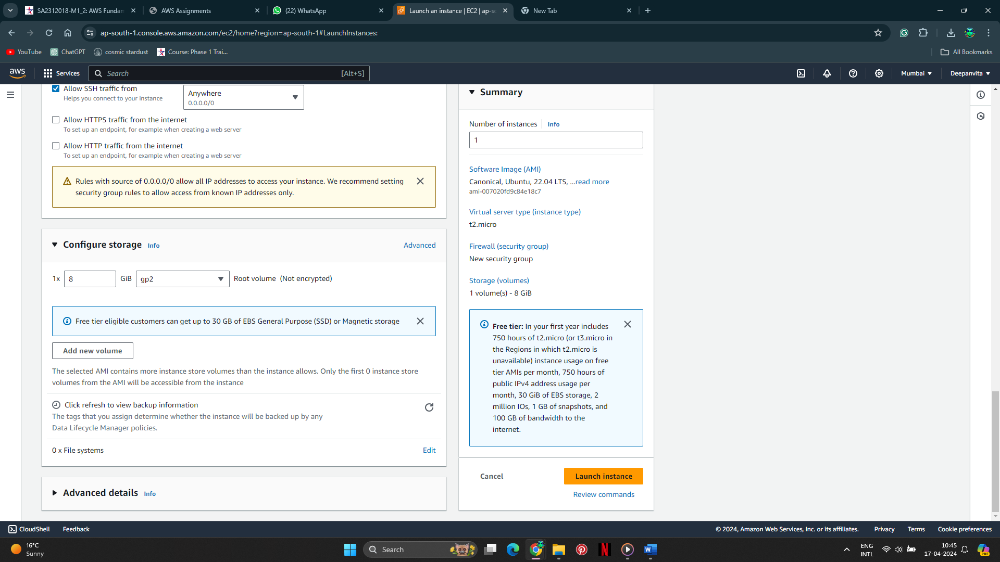 SA2312018-M1_2: AWS Fundam
AWS Assignments
(22) WhatsApp
Launch an instance | EC2 | ap-s
New Tab
ap-south-1.console.aws.amazon.com/ec2/home?region=ap-south-1#LaunchInstances:
YouTube
ChatGPT
cosmic stardust
Course: Phase 1 Trai...
All Bookmarks
aws
Services
Search
[Alt+S]
Mumbai
Deepanvita
Allow SSH traffic from
Helps you connect to your instance
Anywhere
0.0.0.0/0
Allow HTTPS traffic from the internet
To set up an endpoint, for example when creating a web server
Allow HTTP traffic from the internet
To set up an endpoint, for example when creating a web server
Rules with source of 0.0.0.0/0 allow all IP addresses to access your instance. We recommend setting
security group rules to allow access from known IP addresses only.
Configure storage Info
Advanced
1x 8 GiB gp2 Root volume (Not encrypted)
Free tier eligible customers can get up to 30 GB of EBS General Purpose (SSD) or Magnetic storage
Add new volume
The selected AMI contains more instance store volumes than the instance allows. Only the first 0 instance store
volumes from the AMI will be accessible from the instance
Click refresh to view backup information
The tags that you assign determine whether the instance will be backed up by any
Data Lifecycle Manager policies.
0 x File systems
Edit
Advanced details Info
Summary
Number of instances Info
1
Software Image (AMI)
Canonical, Ubuntu, 22.04 LTS, ...read more
ami-007020fd9c84e18c7
Virtual server type (instance type)
t2.micro
Firewall (security group)
New security group
Storage (volumes)
1 volume(s) - 8 GiB
Free tier: In your first year includes
750 hours of t2.micro (or t3.micro in
the Regions in which t2.micro is
unavailable) instance usage on free
tier AMIs per month, 750 hours of
public IPv4 address usage per
month, 30 GiB of EBS storage, 2
million IOs, 1 GB of snapshots, and
100 GB of bandwidth to the
internet.
Cancel
Launch instance
Review commands
CloudShell
Feedback
© 2024, Amazon Web Services, Inc. or its affiliates.
Privacy
Terms
Cookie preferences
16°C
Sunny
Search
ENG
INTL
10:45
17-04-2024